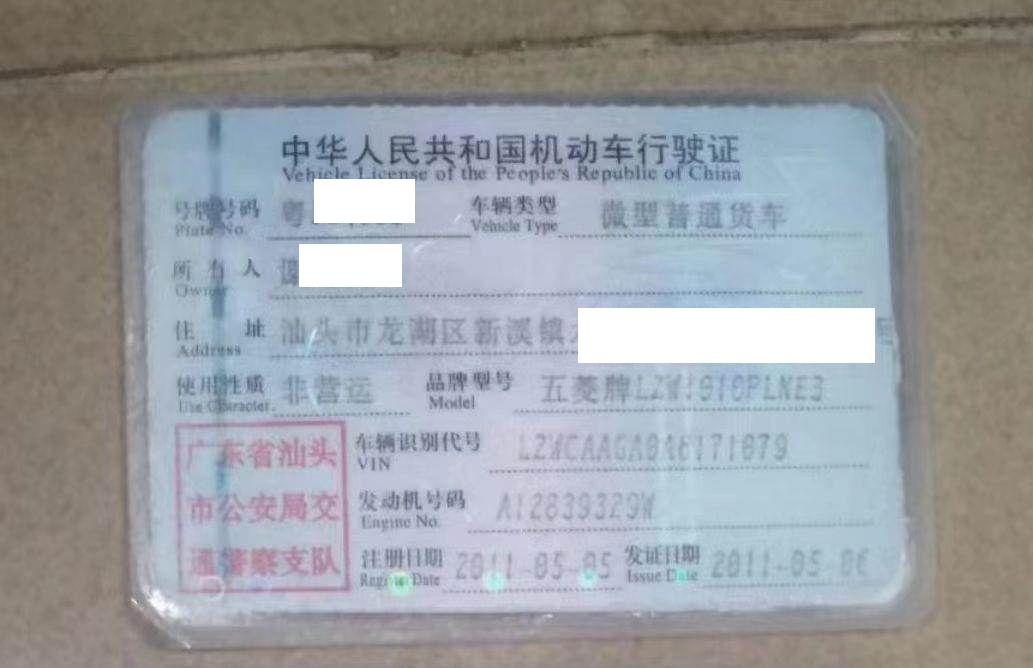 中华人民共和国机动车行驶证
Vehicle License of the People's Republic of China
号牌号码 粤 车辆类型 微型普通货车
Plate No. Vehicle Type
所有人
Owner
住址 汕头市龙湖区新溪镇 号
Address
使用性质 非营运 品牌型号 五菱牌LZW1010PLNE3
Use Character Model
广东省汕头 车辆识别代号
VIN
市公安局交 发动机号码 A12839329W
Engine No.
通警察支队 注册日期 2011-05-05 发证日期 2011-05
Register Date Issue Date